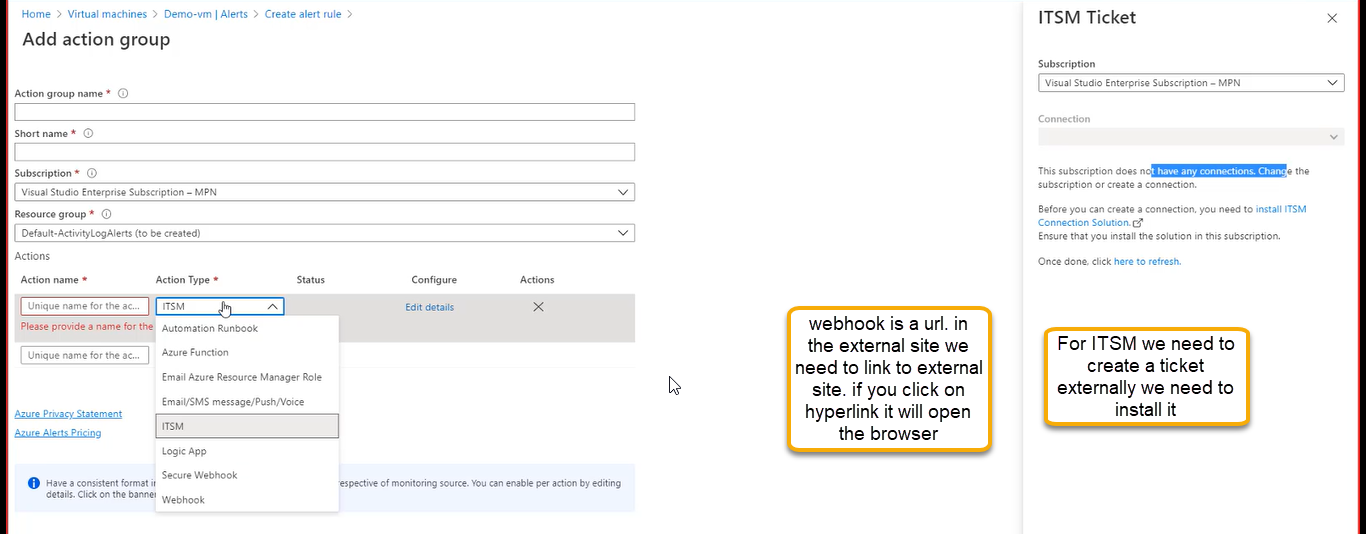 Home > Virtual machines > Demo-vm | Alerts > Create alert rule >
Add action group
Action group name *
Short name *
Subscription *
Visual Studio Enterprise Subscription – MPN
Resource group *
Default-ActivityLogAlerts (to be created)
Actions
Action name * Action Type * Status Configure Actions
Unique name for the ac... ITSM Edit details
Please provide a name for the
Unique name for the ac...
Automation Runbook
Azure Function
Email Azure Resource Manager Role
Email/SMS message/Push/Voice
ITSM
Logic App
Secure Webhook
Webhook
Azure Privacy Statement
Azure Alerts Pricing
Have a consistent format i espective of monitoring source. You can enable per action by editing
details. Click on the banner
webhook is a url. in
the external site we
need to link to external
site. if you click on
hyperlink it will open
the browser
ITSM Ticket
Subscription
Visual Studio Enterprise Subscription – MPN
Connection
This subscription does not have any connections. Change the
subscription or create a connection.
Before you can create a connection, you need to install ITSM
Connection Solution.
Ensure that you install the solution in this subscription.
Once done, click here to refresh.
For ITSM we need to
create a ticket
externally we need to
install it